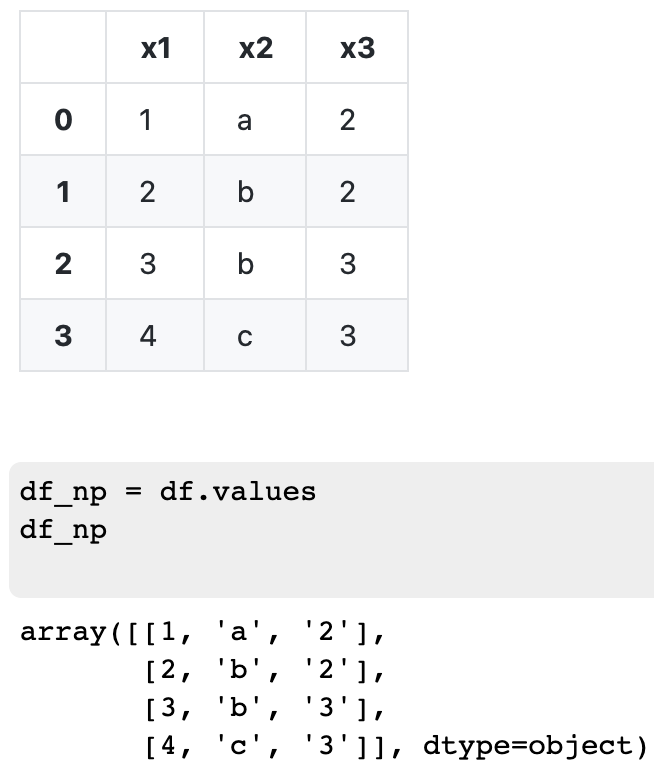 x1 x2 x3
0 1 a 2
1 2 b 2
2 3 b 3
3 4 c 3
df_np = df.values
df_np
array([[1, 'a', '2'],
[2, 'b', '2'],
[3, 'b', '3'],
[4, 'c', '3']], dtype=object)